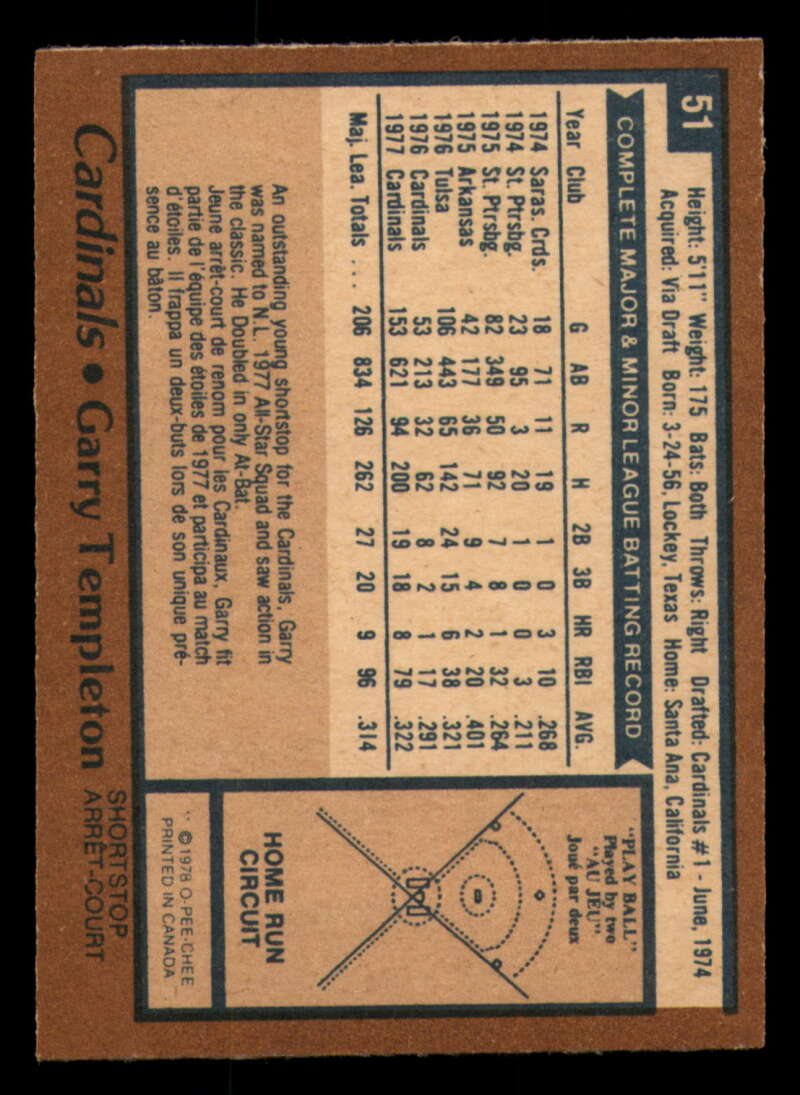 51
Height: 5'11" Weight: 175 Bats: Both Throws: Right Drafted: Cardinals #1 - June, 1974
Acquired: Via Draft Born: 3-24-56, Lockey, Texas Home: Santa Ana, California
COMPLETE MAJOR & MINOR LEAGUE BATTING RECORD
Year Club G AB R H 2B 3B HR RBI AVG.
1974 Saras. Crds. 18 71 11 19 1 0 3 10 .268
1974 St. Ptrsbg. 23 95 3 20 1 0 0 3 .211
1975 St. Ptrsbg. 82 349 50 92 7 8 1 32 .264
1975 Arkansas 42 177 36 71 9 4 2 20 .401
1976 Tulsa 106 443 65 142 24 15 6 38 .321
1976 Cardinals 53 213 32 62 8 2 1 17 .291
1977 Cardinals 153 621 94 200 19 18 8 79 .322
Maj. Lea. Totals ... 206 834 126 262 27 20 9 96 .314
An outstanding young shortstop for the Cardinals, Garry
was named to N.L. 1977 All-Star Squad and saw action in
the classic. He Doubled in only At-Bat.
Jeune arrêt-court de renom pour les Cardinaux, Garry fit
partie de l'équipe des étoiles de 1977 et participa au match
d'étoiles. Il frappa un deux-buts lors de son unique pré-
sence au bâton.
"PLAY BALL"
Played by two
"AU JEU"
Joué par deux
HOME RUN
CIRCUIT
** © 1978 O-PEE-CHEE
PRINTED IN CANADA
Cardinals • Garry Templeton
SHORTSTOP
ARRÊT-COURT